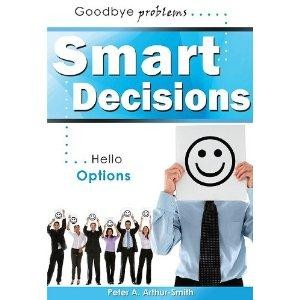 Goodbye problems.....
Smart
Decisions
...Hello
Options
Peter A. Arthur-Smith